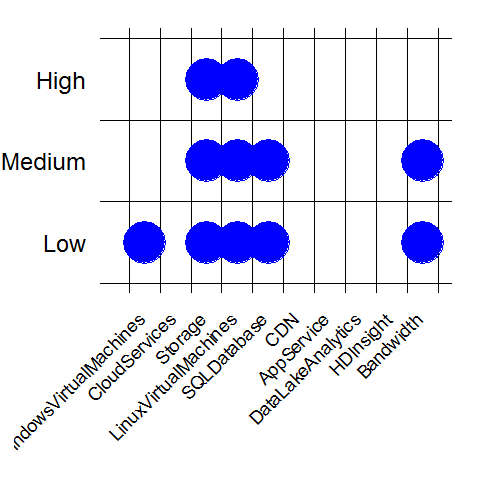 High
Medium
Low
ndowsVirtualMachines
CloudServices
Storage
LinuxVirtualMachines
SQLDatabase
CDN
AppService
DataLakeAnalytics
HDInsight
Bandwidth